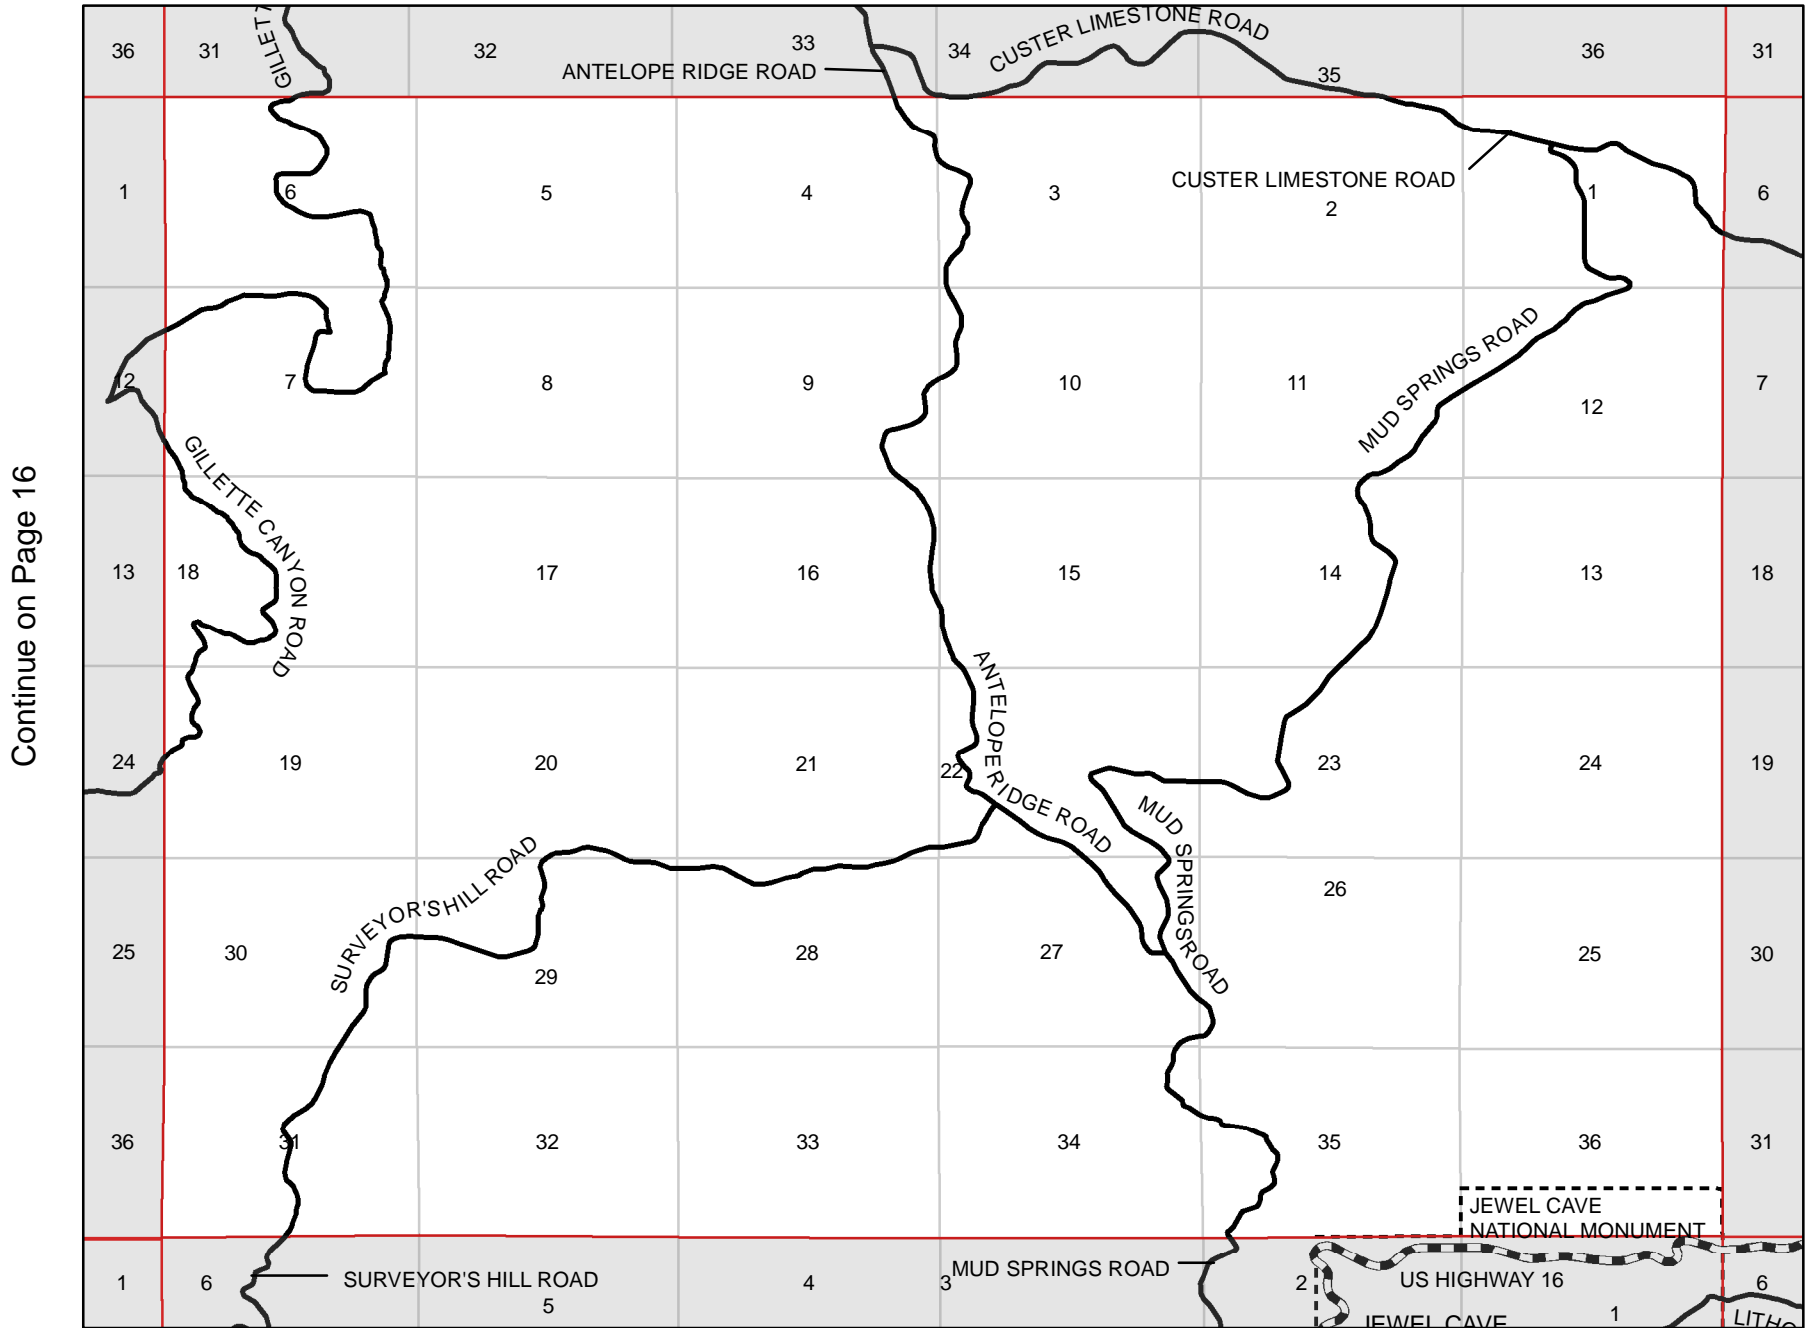 36 31 32 33 34 35 36 31
CUSTER LIMESTONE ROAD
ANTELOPE RIDGE ROAD
CUSTER LIMESTONE ROAD
1 6 5 4 3 2 1 6
MUD SPRINGS ROAD
12 7 8 9 10 11 12 7
GILLETTE CANYON ROAD
Continue on Page 16
13 18 17 16 15 14 13 18
ANTELOPE RIDGE ROAD
24 19 20 21 22 23 24 19
MUD SPRINGS ROAD
SURVEYOR'S HILL ROAD
25 30 29 28 27 26 25 30
36 31 32 33 34 35 36 31
JEWEL CAVE
NATIONAL MONUMENT
1 6 5 4 3 2 1 6
SURVEYOR'S HILL ROAD
MUD SPRINGS ROAD
US HIGHWAY 16
JEWEL CAVE